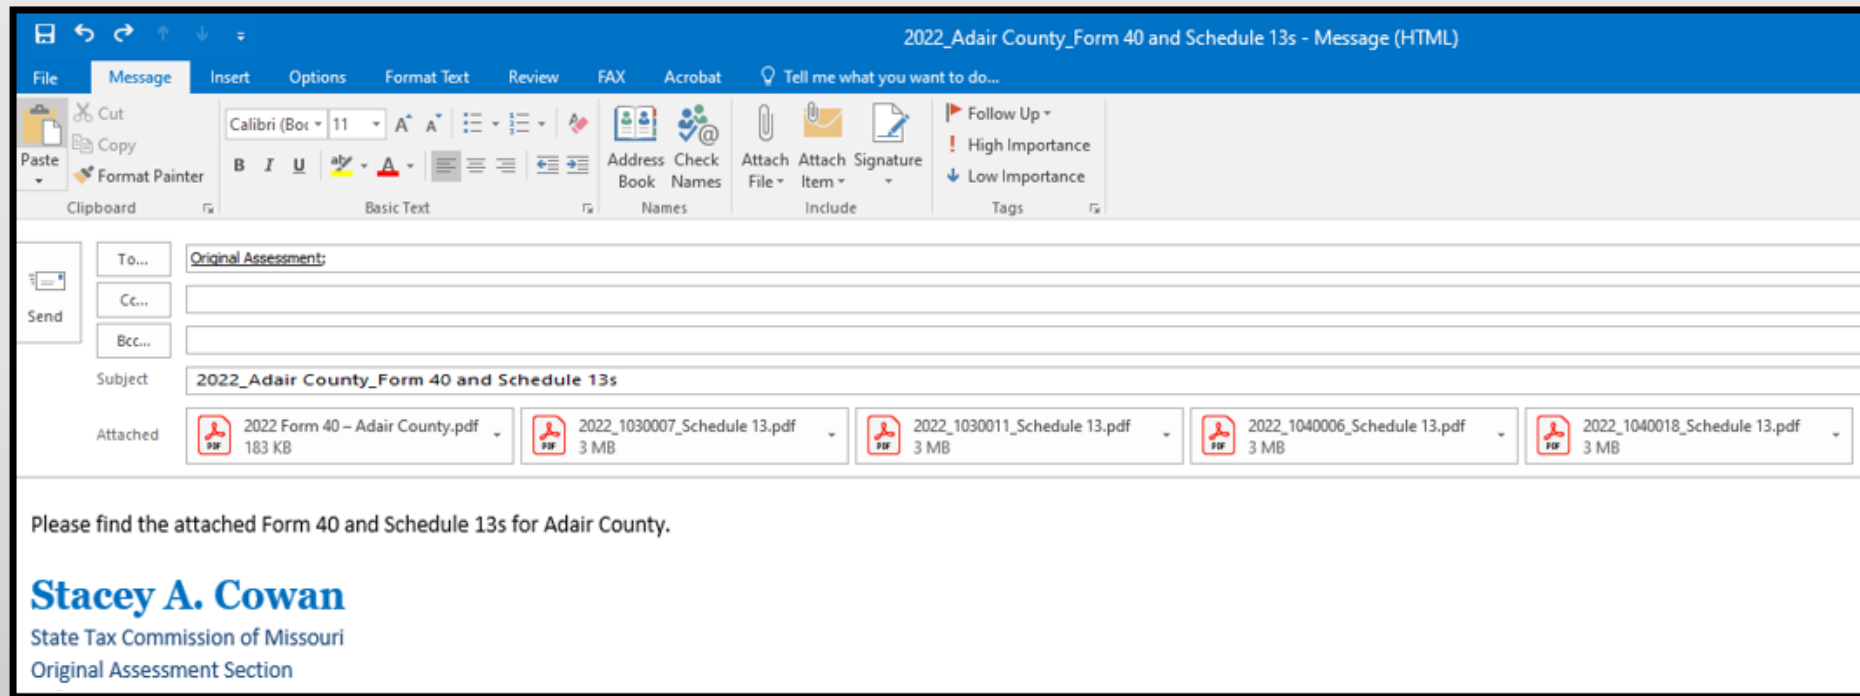 2022_Adair County_Form 40 and Schedule 13s - Message (HTML)
File Message Insert Options Format Text Review FAX Acrobat Tell me what you want to do...
Cut
Copy
Paste
Format Painter
Clipboard
Calibri (Boc 11 A A
B I U aby A
Basic Text
Address Book
Check Names
Names
Attach File
Attach Item
Signature
Include
Follow Up
High Importance
Low Importance
Tags
Send
To... Original Assessment;
Cc...
Bcc...
Subject 2022_Adair County_Form 40 and Schedule 13s
Attached
2022 Form 40 – Adair County.pdf
183 KB
2022_1030007_Schedule 13.pdf
3 MB
2022_1030011_Schedule 13.pdf
3 MB
2022_1040006_Schedule 13.pdf
3 MB
2022_1040018_Schedule 13.pdf
3 MB
Please find the attached Form 40 and Schedule 13s for Adair County.
Stacey A. Cowan
State Tax Commission of Missouri
Original Assessment Section